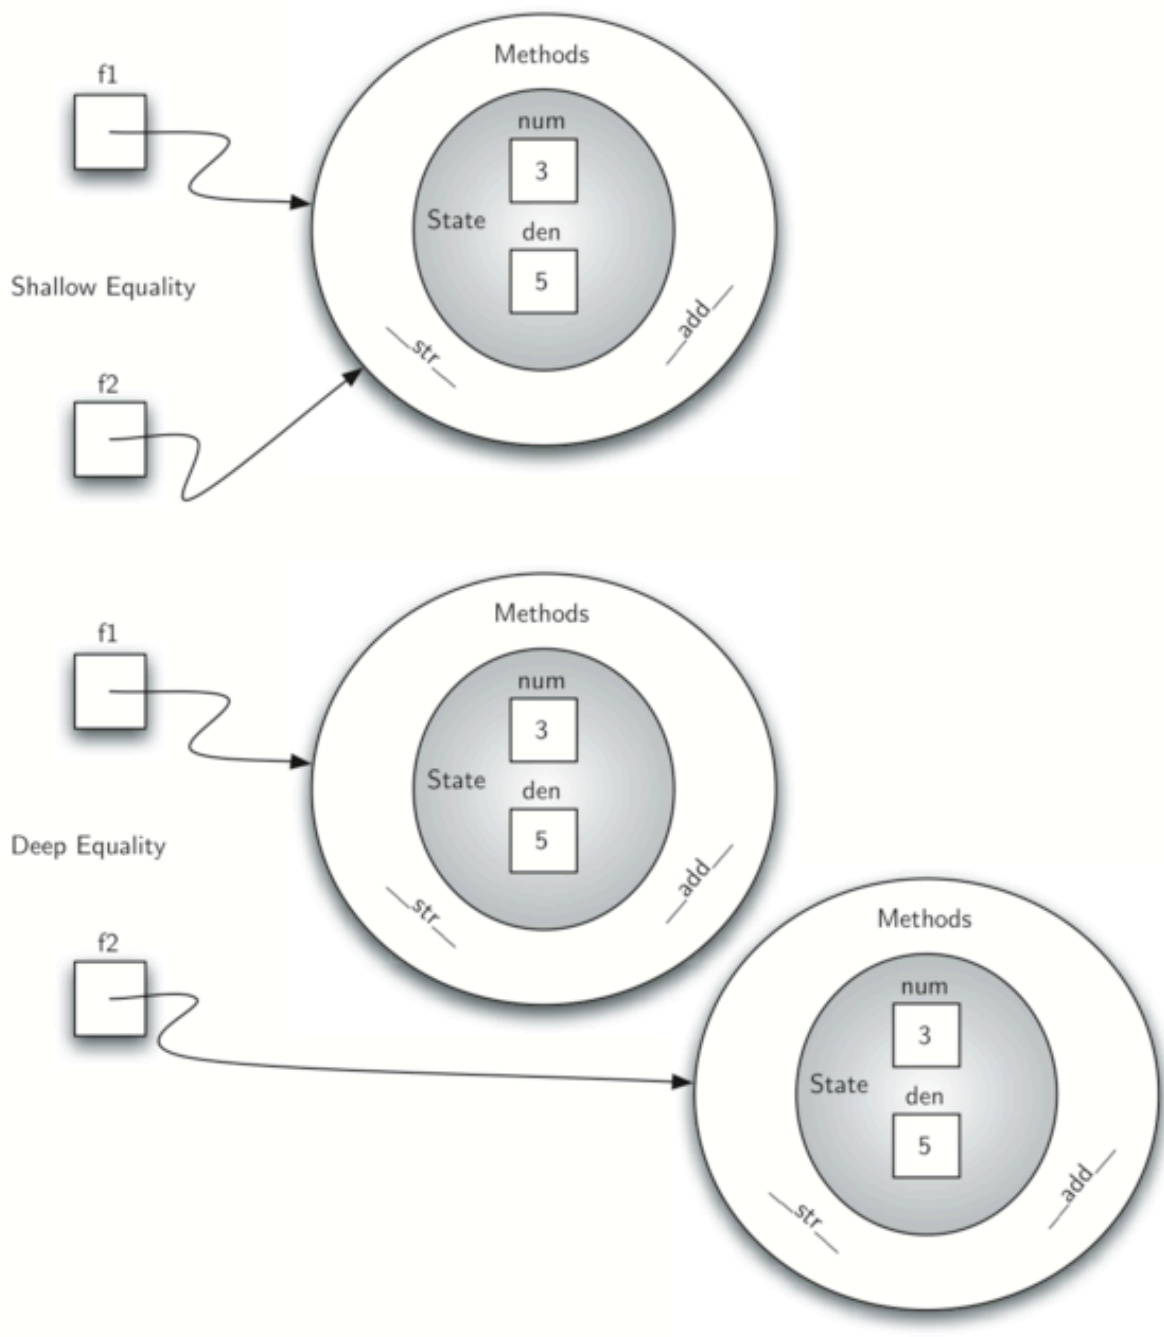 Methods
f1
num
3
State
den
5
Shallow Equality
__str__
__add__
f2
Methods
f1
num
3
State
den
5
Deep Equality
__str__
__add__
f2
Methods
num
3
State
den
5
__str__
__add__